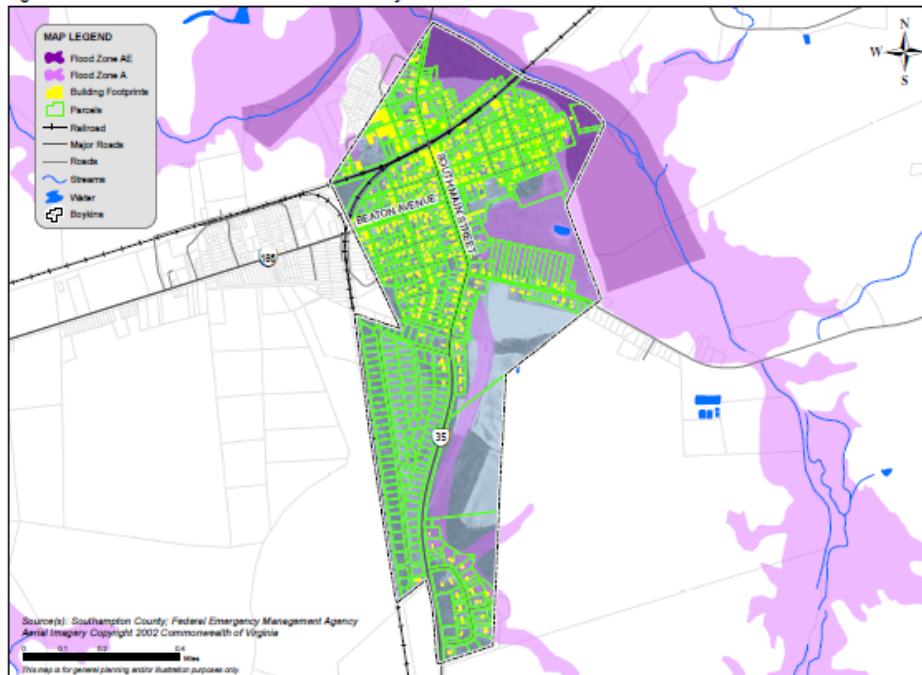 MAP LEGEND
Flood Zone AE
Flood Zone A
Building Footprints
Parcels
Railroad
Major Roads
Roads
Streams
Water
Boykins
N
W E
S
SOUTH MAIN STREET
BEATON AVENUE
186
35
Source(s): Southampton County; Federal Emergency Management Agency
Aerial Imagery Copyright 2002 Commonwealth of Virginia
0 0.1 0.2 0.4
Miles
This map is for general planning and/or illustration purposes only.